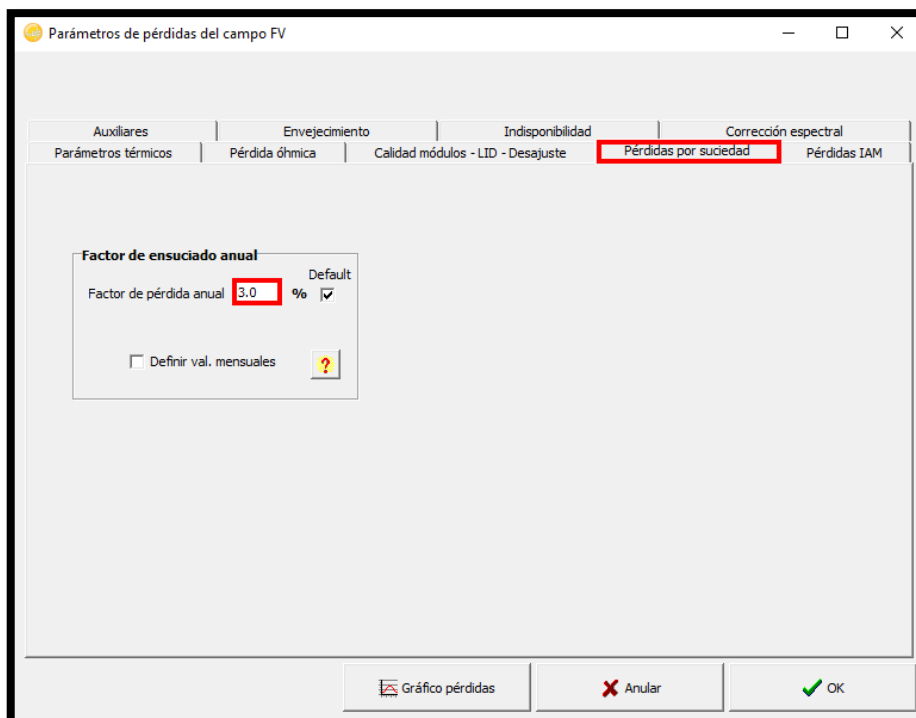 Parámetros de pérdidas del campo FV
Auxiliares Envejecimiento Indisponibilidad Corrección espectral
Parámetros térmicos Pérdida óhmica Calidad módulos - LID - Desajuste Pérdidas por suciedad Pérdidas IAM
Factor de ensuciado anual
Default
Factor de pérdida anual 3.0 %
Definir val. mensuales ?
Gráfico pérdidas Anular OK